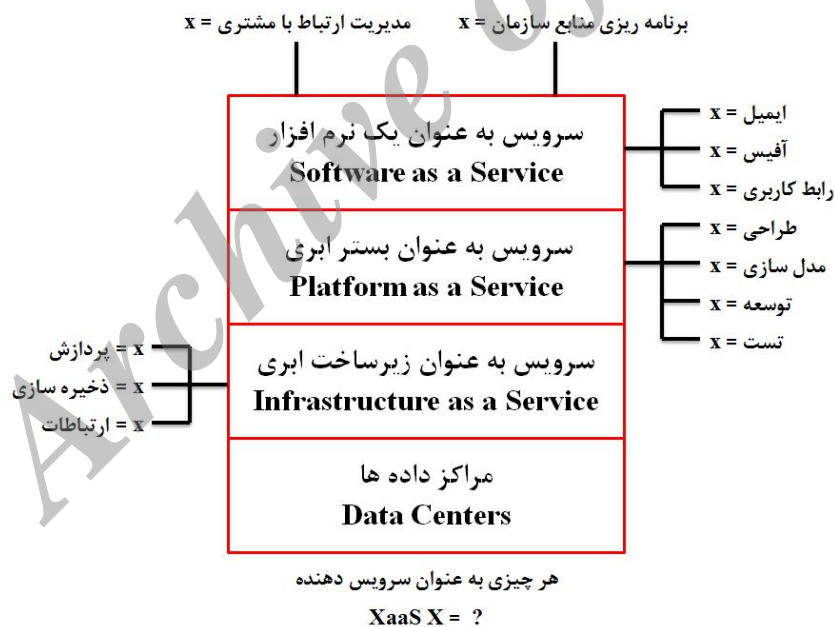 مدیریت ارتباط با مشتری = x
برنامه ریزی منابع سازمان = x
سرویس به عنوان یک نرم افزار
Software as a Service
ایمیل = x
آفیس = x
رابط کاربری = x
سرویس به عنوان بستر ابری
Platform as a Service
طراحی = x
مدل سازی = x
توسعه = x
تست = x
سرویس به عنوان زیرساخت ابری
Infrastructure as a Service
x = پردازش
x = ذخیره سازی
x = ارتباطات
مراکز داده ها
Data Centers
هر چیزی به عنوان سرویس دهنده
XaaS X = ?
Archive of